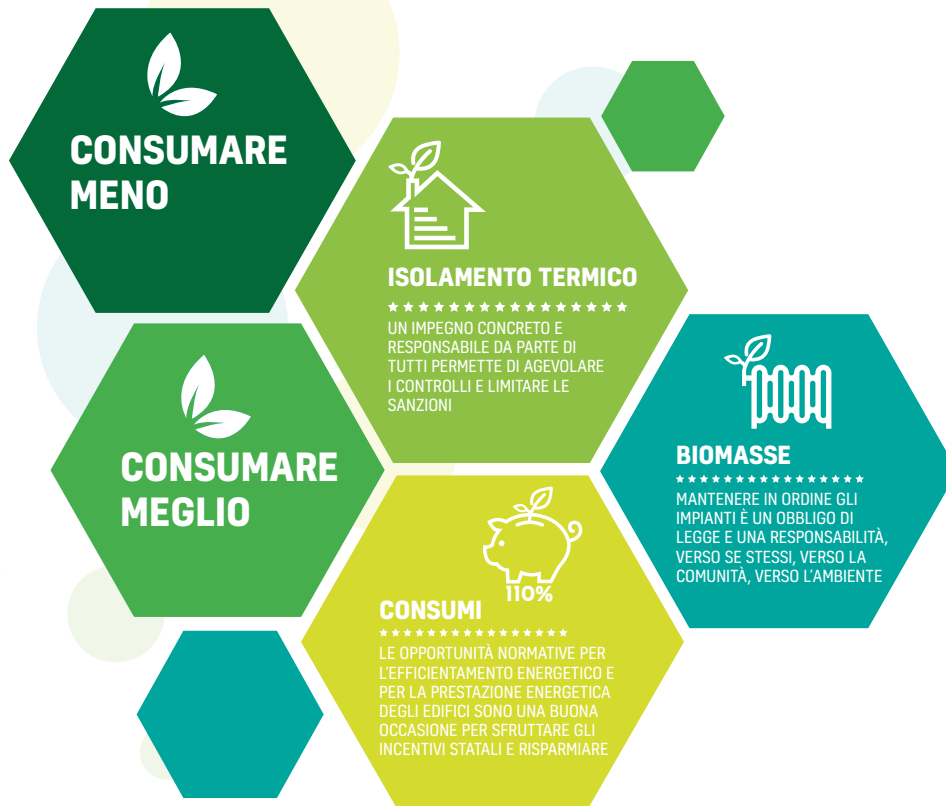 CONSUMARE
MENO
ISOLAMENTO TERMICO
UN IMPEGNO CONCRETO E
RESPONSABILE DA PARTE DI
TUTTI PERMETTE DI AGEVOLARE
I CONTROLLI E LIMITARE LE
SANZIONI
CONSUMARE
MEGLIO
BIOMASSE
MANTENERE IN ORDINE GLI
IMPIANTI È UN OBBLIGO DI
LEGGE E UNA RESPONSABILITÀ,
VERSO SE STESSI, VERSO LA
COMUNITÀ, VERSO L'AMBIENTE
110%
CONSUMI
LE OPPORTUNITÀ NORMATIVE PER
L'EFFICIENTAMENTO ENERGETICO E
PER LA PRESTAZIONE ENERGETICA
DEGLI EDIFICI SONO UNA BUONA
OCCASIONE PER SFRUTTARE GLI
INCENTIVI STATALI E RISPARMIARE